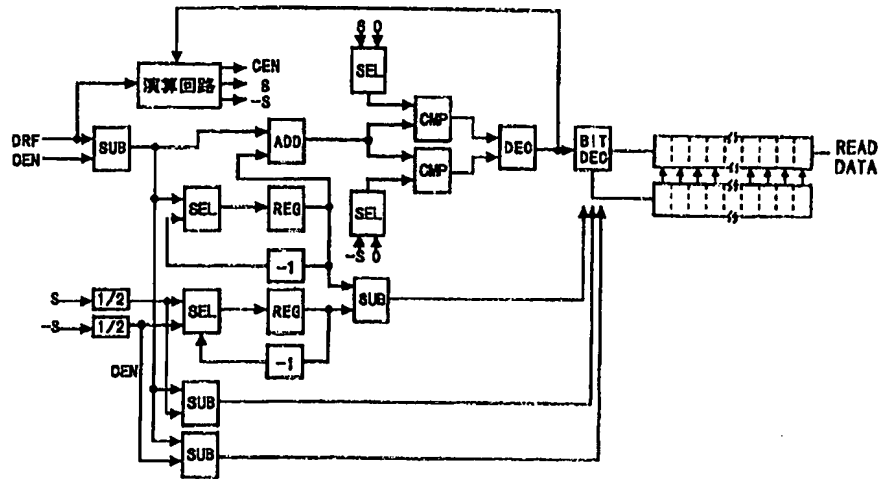 S 0
SEL
演算回路
CEN
S
-S
CMP
DRF
CEN
SUB
ADD
DEC
BIT
DEC
READ
DATA
CMP
SEL
REG
SEL
-S 0
-1
SUB
S
1/2
SEL
REG
-S
1/2
-1
CEN
SUB
SUB